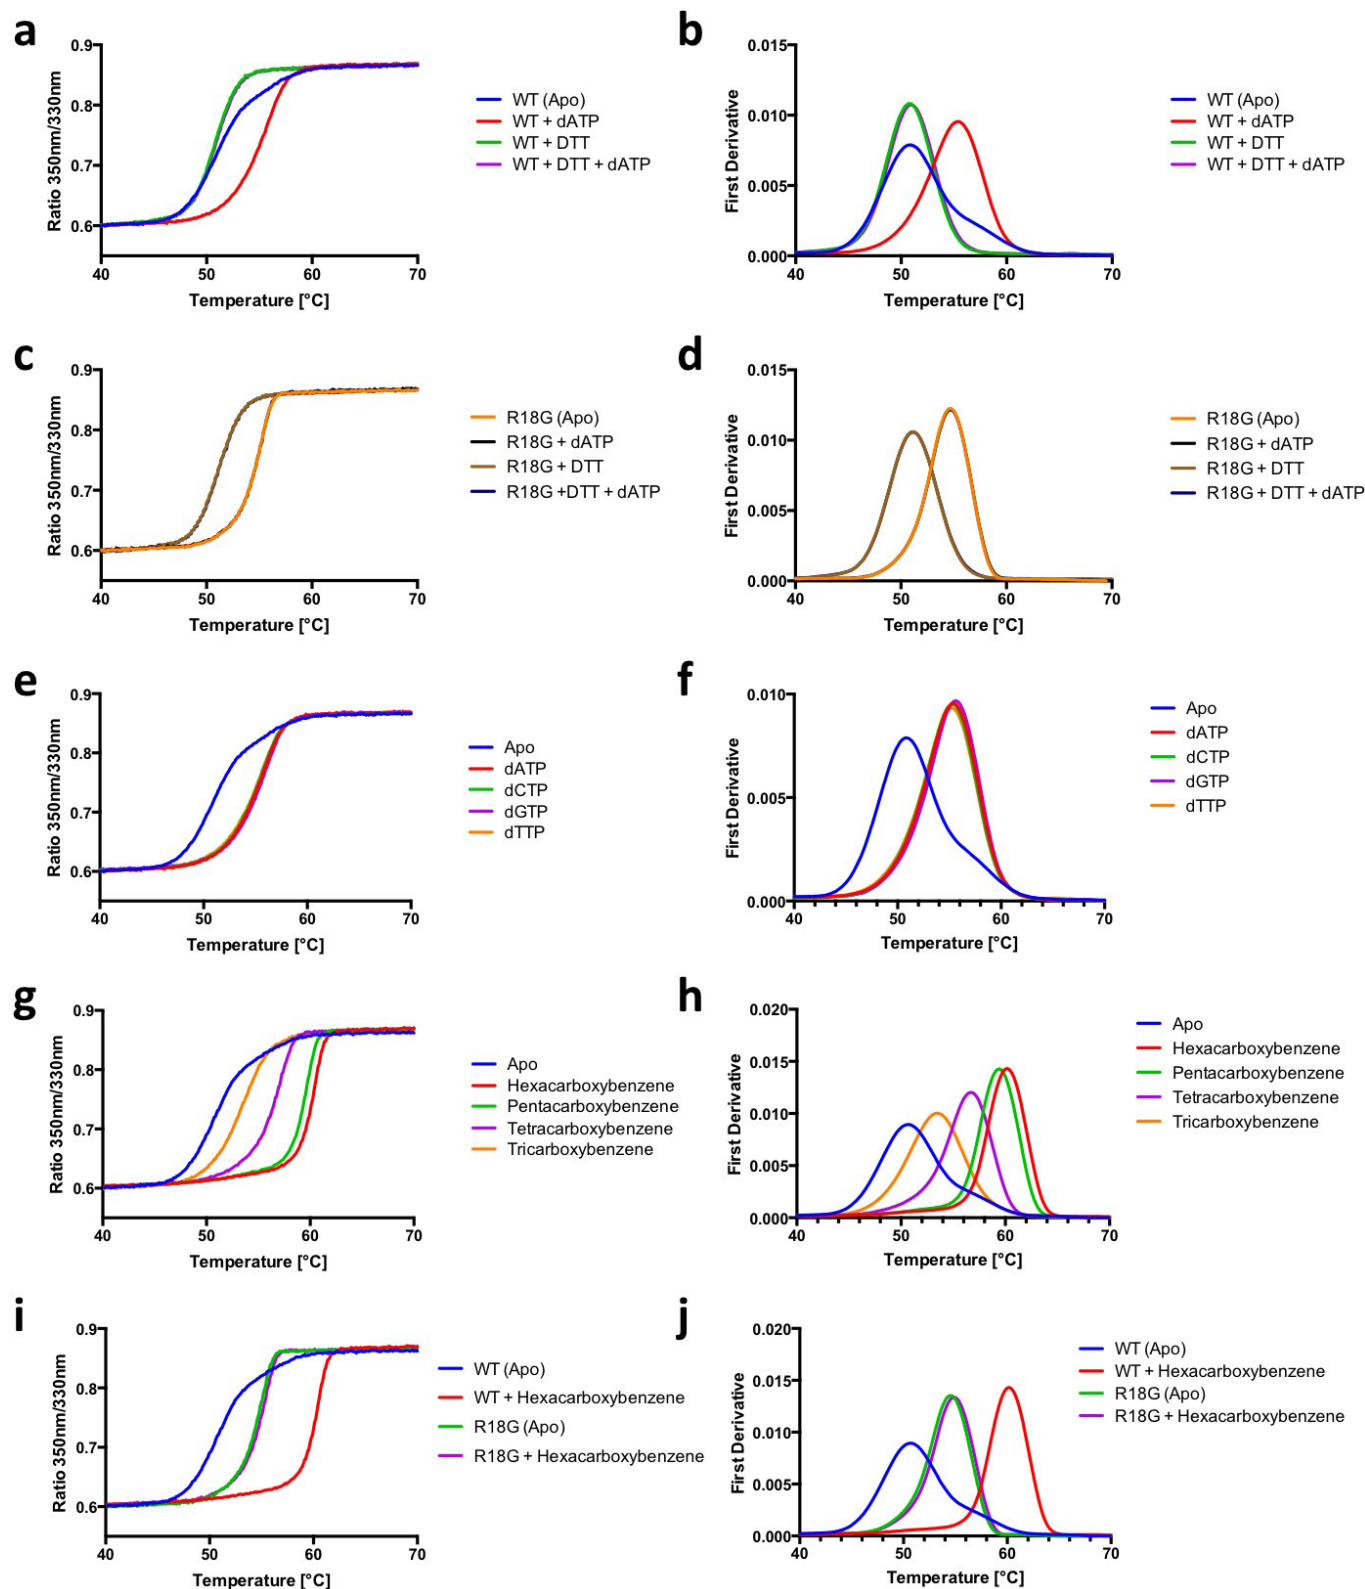 a
0.9
0.8
0.7
0.6
Ratio 350nm/330nm
40 50 60 70
Temperature [°C]
WT (Apo)
WT + dATP
WT + DTT
WT + DTT + dATP
b
0.015
0.010
0.005
0.000
First Derivative
40 50 60 70
Temperature [°C]
WT (Apo)
WT + dATP
WT + DTT
WT + DTT + dATP
c
0.9
0.8
0.7
0.6
Ratio 350nm/330nm
40 50 60 70
Temperature [°C]
R18G (Apo)
R18G + dATP
R18G + DTT
R18G +DTT + dATP
d
0.015
0.010
0.005
0.000
First Derivative
40 50 60 70
Temperature [°C]
R18G (Apo)
R18G + dATP
R18G + DTT
R18G + DTT + dATP
e
0.9
0.8
0.7
0.6
Ratio 350nm/330nm
40 50 60 70
Temperature [°C]
Apo
dATP
dCTP
dGTP
dTTP
f
0.010
0.005
0.000
First Derivative
40 50 60 70
Temperature [°C]
Apo
dATP
dCTP
dGTP
dTTP
g
0.9
0.8
0.7
0.6
Ratio 350nm/330nm
40 50 60 70
Temperature [°C]
Apo
Hexacarboxybenzene
Pentacarboxybenzene
Tetracarboxybenzene
Tricarboxybenzene
h
0.020
0.015
0.010
0.005
0.000
First Derivative
40 50 60 70
Temperature [°C]
Apo
Hexacarboxybenzene
Pentacarboxybenzene
Tetracarboxybenzene
Tricarboxybenzene
i
0.9
0.8
0.7
0.6
Ratio 350nm/330nm
40 50 60 70
Temperature [°C]
WT (Apo)
WT + Hexacarboxybenzene
R18G (Apo)
R18G + Hexacarboxybenzene
j
0.020
0.015
0.010
0.005
0.000
First Derivative
40 50 60 70
Temperature [°C]
WT (Apo)
WT + Hexacarboxybenzene
R18G (Apo)
R18G + Hexacarboxybenzene